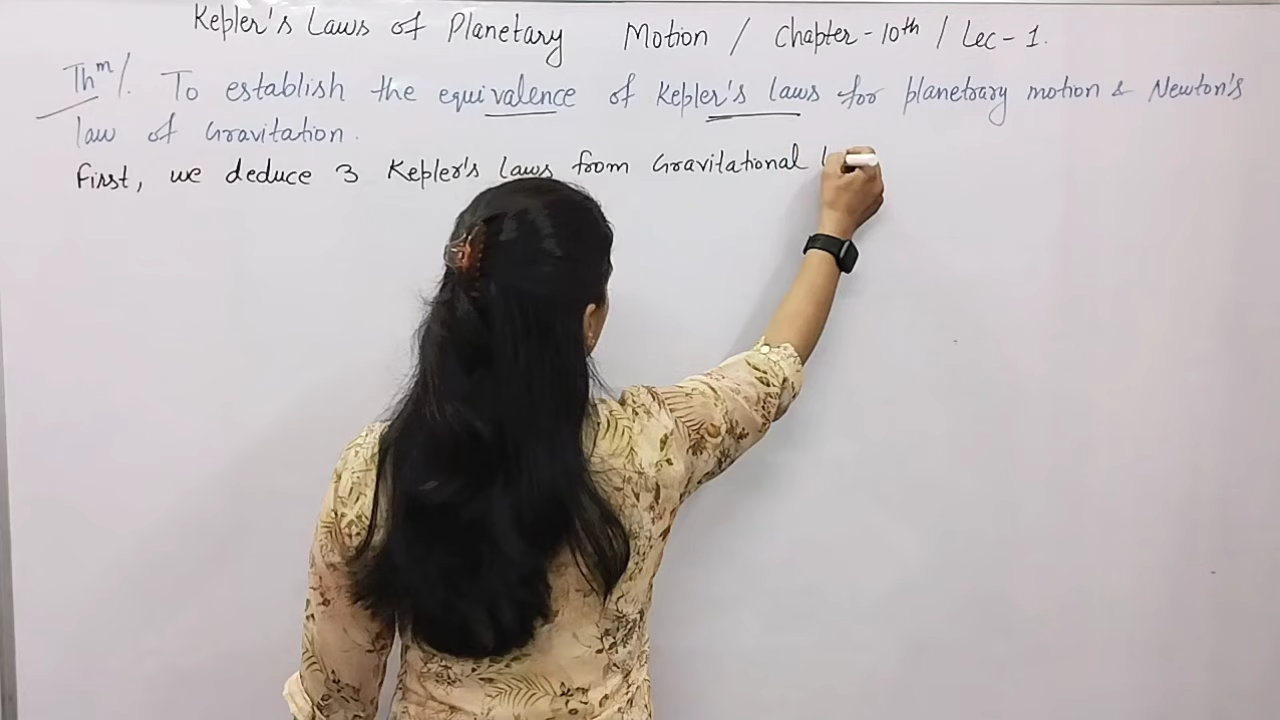 Kepler's Laws of Planetary Motion / Chapter-10th / Lec-1.
Thm/. To establish the equivalence of Kepler's laws for planetrary motion & Newton's
law of Gravitation.
First, we deduce 3 Kepler's Laws from Gravitational